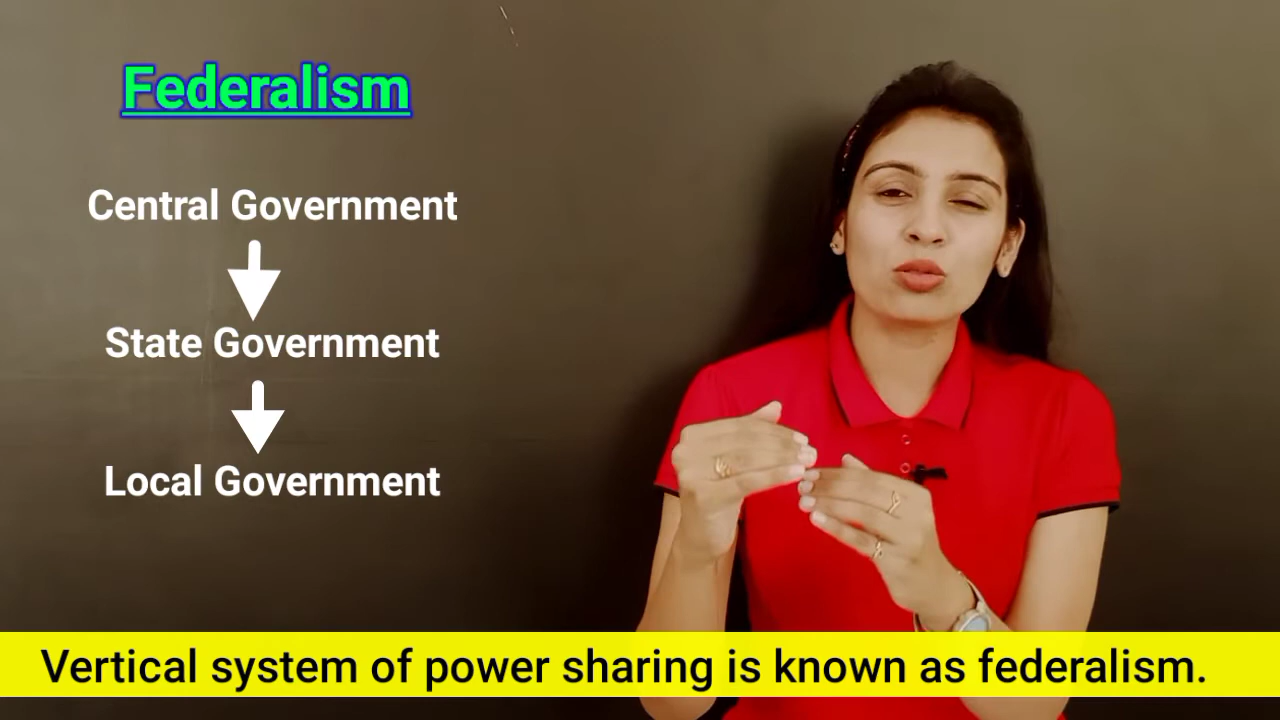 Federalism
Central Government
State Government
Local Government
Vertical system of power sharing is known as federalism.